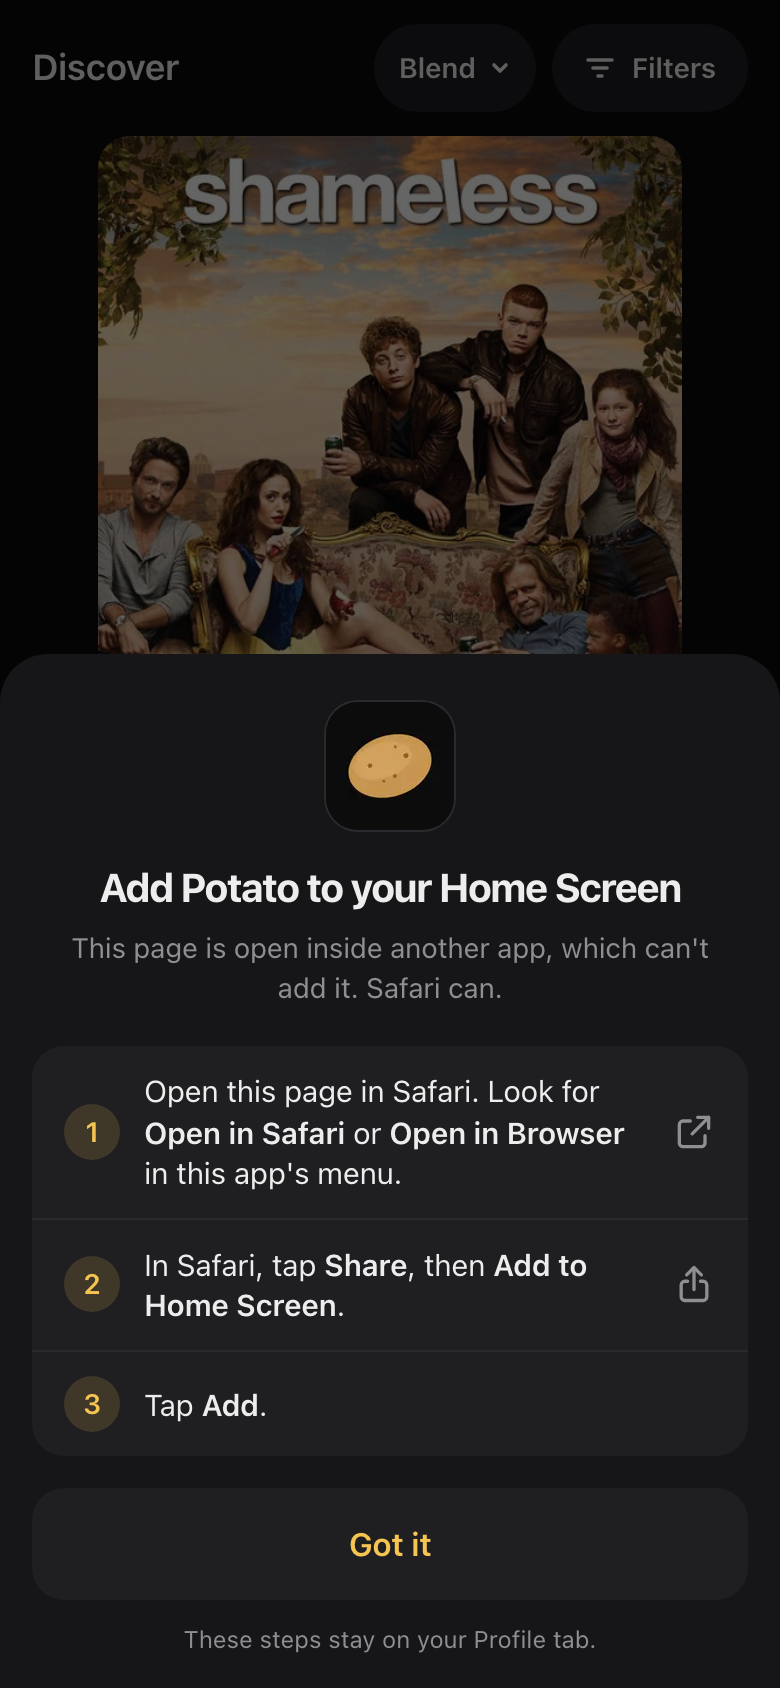 Discover
Blend
Filters
shameless
Add Potato to your Home Screen
This page is open inside another app, which can't
add it. Safari can.
1
Open this page in Safari. Look for
Open in Safari or Open in Browser
in this app's menu.
2
In Safari, tap Share, then Add to
Home Screen.
3
Tap Add.
Got it
These steps stay on your Profile tab.